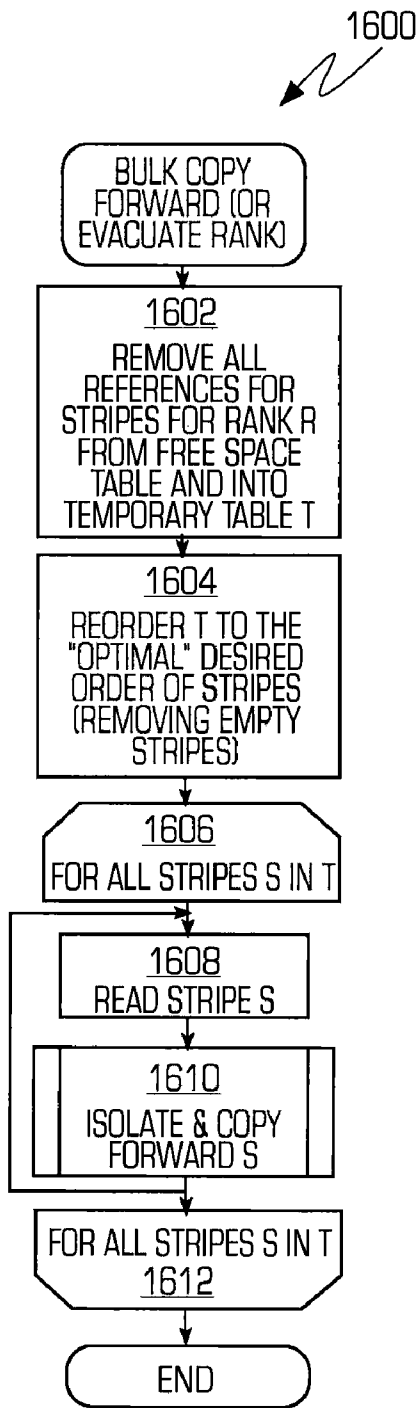 1600
BULK COPY
FORWARD (OR
EVACUATE RANK)
1602
REMOVE ALL
REFERENCES FOR
STRIPES FOR RANK R
FROM FREE SPACE
TABLE AND INTO
TEMPORARY TABLE T
1604
REORDER T TO THE
"OPTIMAL" DESIRED
ORDER OF STRIPES
(REMOVING EMPTY
STRIPES)
1606
FOR ALL STRIPES S IN T
1608
READ STRIPE S
1610
ISOLATE & COPY
FORWARD S
FOR ALL STRIPES S IN T
1612
END